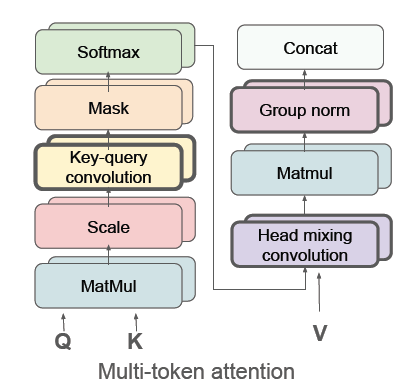 Softmax
Mask
Key-query
convolution
Scale
MatMul
Q
K
Concat
Group norm
Matmul
Head mixing
convolution
V
Multi-token attention